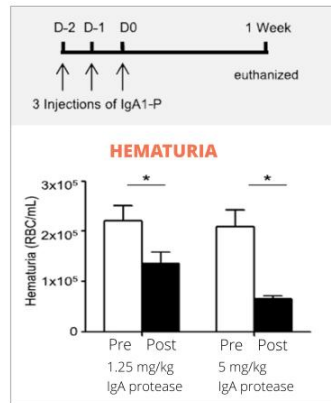 D-2 D-1 D0 1 Week
euthanized
3 Injections of IgA1-P
HEMATURIA
Hematuria (RBC/mL)
3x10⁵
2x10⁵
1x10⁵
0
* *
Pre Post Pre Post
1.25 mg/kg 5 mg/kg
IgA protease IgA protease